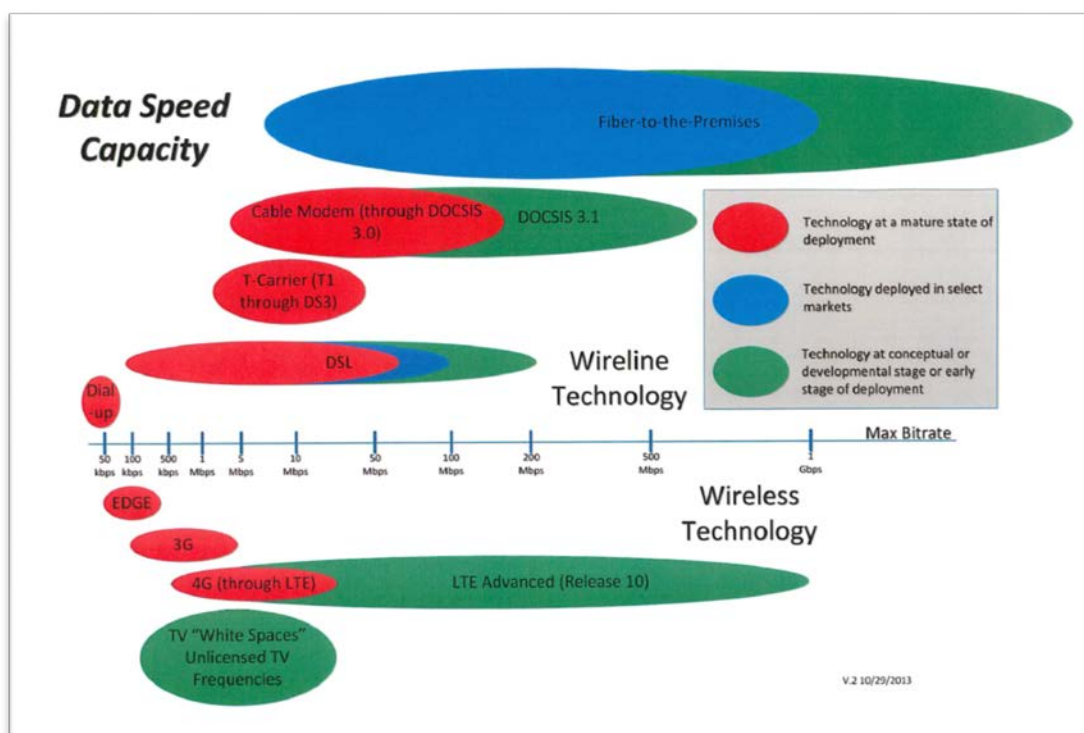 Data Speed
Capacity
Fiber-to-the-Premises
Cable Modem (through DOCSIS
3.0)
DOCSIS 3.1
T-Carrier (T1
through DS3)
DSL
Dial
-up
Wireline
Technology
Technology at a mature state of
deployment
Technology deployed in select
markets
Technology at conceptual or
developmental stage or early
stage of deployment
Max Bitrate
50
kbps
100
kbps
500
kbps
1
Mbps
5
Mbps
10
Mbps
50
Mbps
100
Mbps
200
Mbps
500
Mbps
1
Gbps
Wireless
Technology
EDGE
3G
4G (through LTE)
LTE Advanced (Release 10)
TV "White Spaces"
Unlicensed TV
Frequencies
V.2 10/29/2013